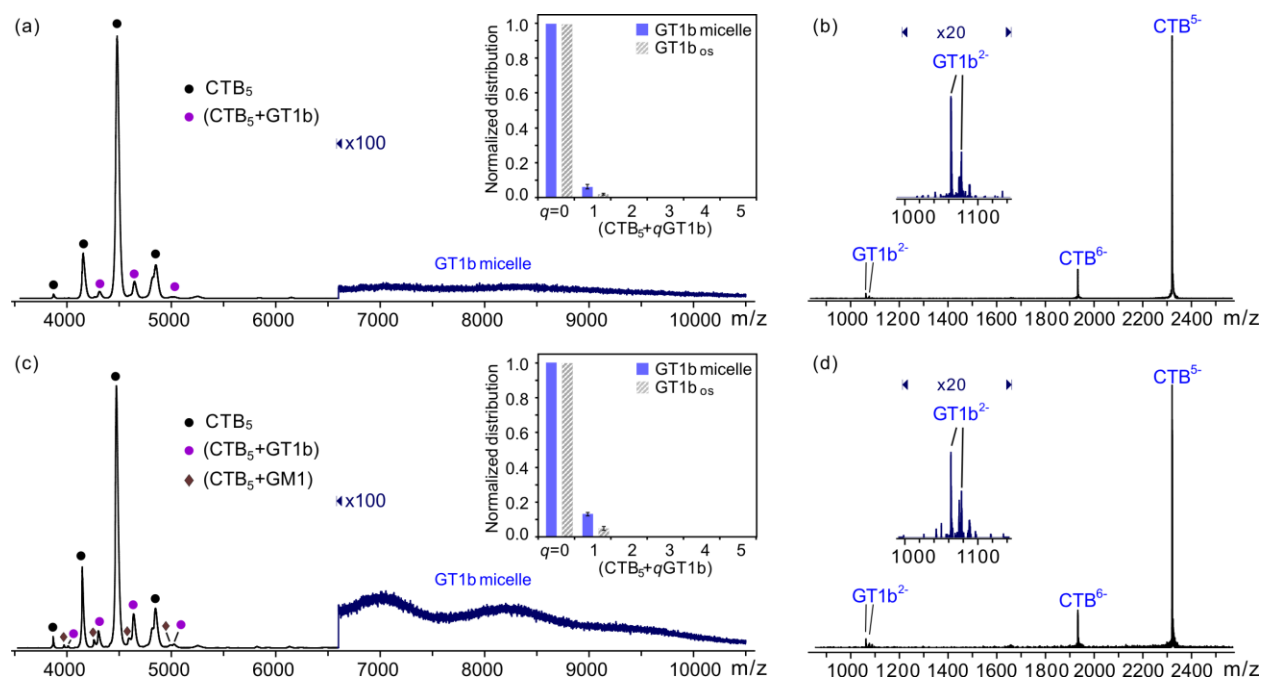 (a)
CTB₅
(CTB₅+GT1b)
x100
GT1b micelle
4000 5000 6000 7000 8000 9000 10000 m/z
Normalized distribution
1.0
0.8
0.6
0.4
0.2
0.0
GT1b micelle
GT1b os
q=0 1 2 3 4 5
(CTB₅+qGT1b)
(b)
x20
GT1b²⁻
1000 1100
GT1b²⁻
CTB⁶⁻
CTB⁵⁻
1000 1200 1400 1600 1800 2000 2200 2400 m/z
(c)
CTB₅
(CTB₅+GT1b)
(CTB₅+GM1)
x100
GT1b micelle
4000 5000 6000 7000 8000 9000 10000 m/z
Normalized distribution
1.0
0.8
0.6
0.4
0.2
0.0
GT1b micelle
GT1b os
q=0 1 2 3 4 5
(CTB₅+qGT1b)
(d)
x20
GT1b²⁻
1000 1100
GT1b²⁻
CTB⁶⁻
CTB⁵⁻
1000 1200 1400 1600 1800 2000 2200 2400 m/z